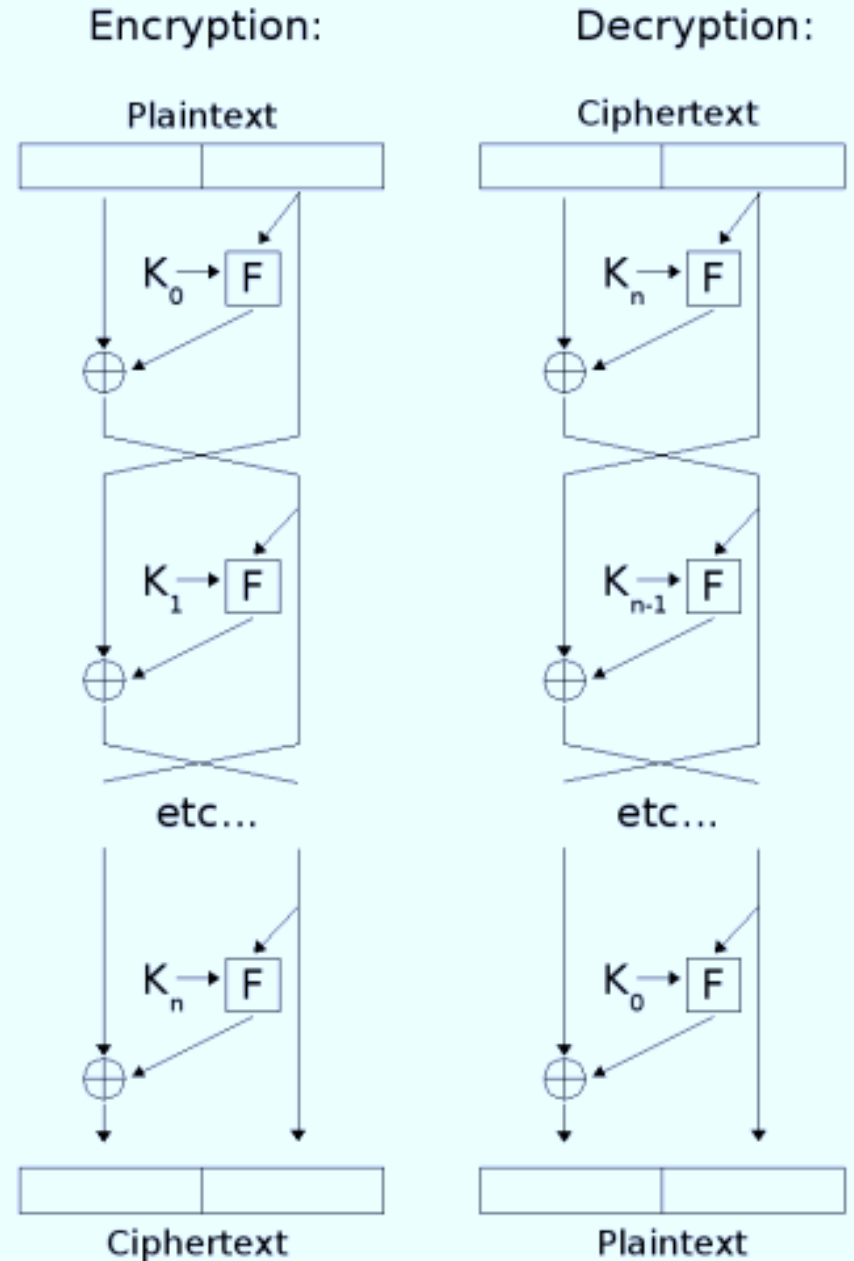 Encryption:
Plaintext
K₀ F
K₁ F
etc...
Kₙ F
Ciphertext
Decryption:
Ciphertext
Kₙ F
Kₙ₋₁ F
etc...
K₀ F
Plaintext